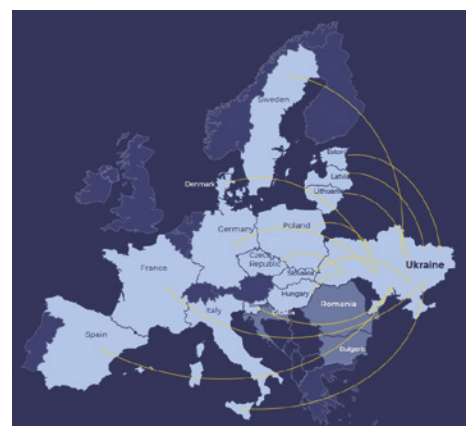 Sweden
Estonia
Latvia
Denmark
Lithuania
Germany
Poland
Czech
Republic
Ukraine
Slovakia
France
Hungary
Romania
Italy
Croatia
Spain
Bulgaria